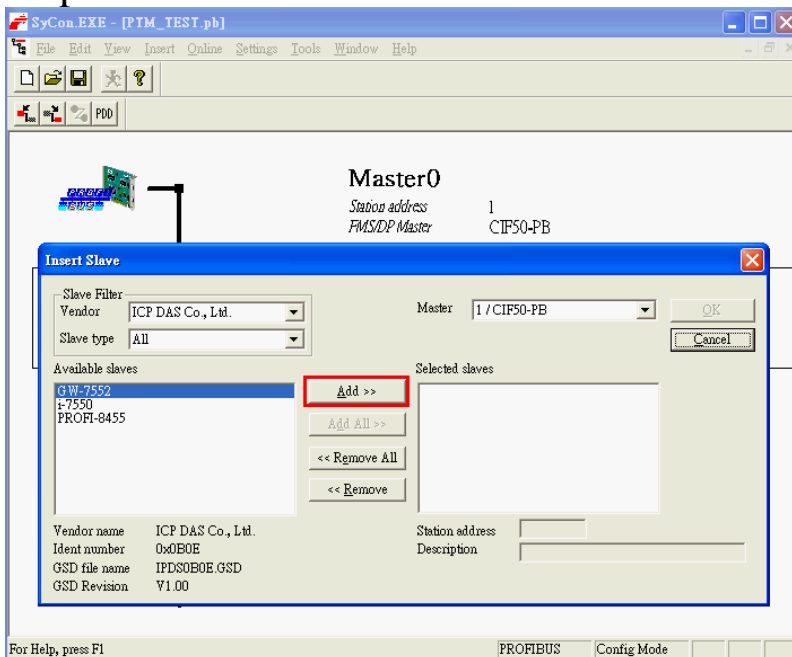 SyCon.EXE - [PTM_TEST.pb]
File Edit View Insert Online Settings Tools Window Help
PDD
Master0
Station address 1
FMS/DP Master CIF50-PB
Insert Slave
Slave Filter
Vendor ICP DAS Co., Ltd.
Slave type All
Master 1 / CIF50-PB
OK
Cancel
Available slaves
GW-7552
i-7550
PROFI-8455
Add >>
Add All >>
<< Remove All
<< Remove
Selected slaves
Vendor name ICP DAS Co., Ltd.
Ident number 0x0B0E
GSD file name IPDS0B0E.GSD
GSD Revision V1.00
Station address
Description
For Help, press F1
PROFIBUS Config Mode